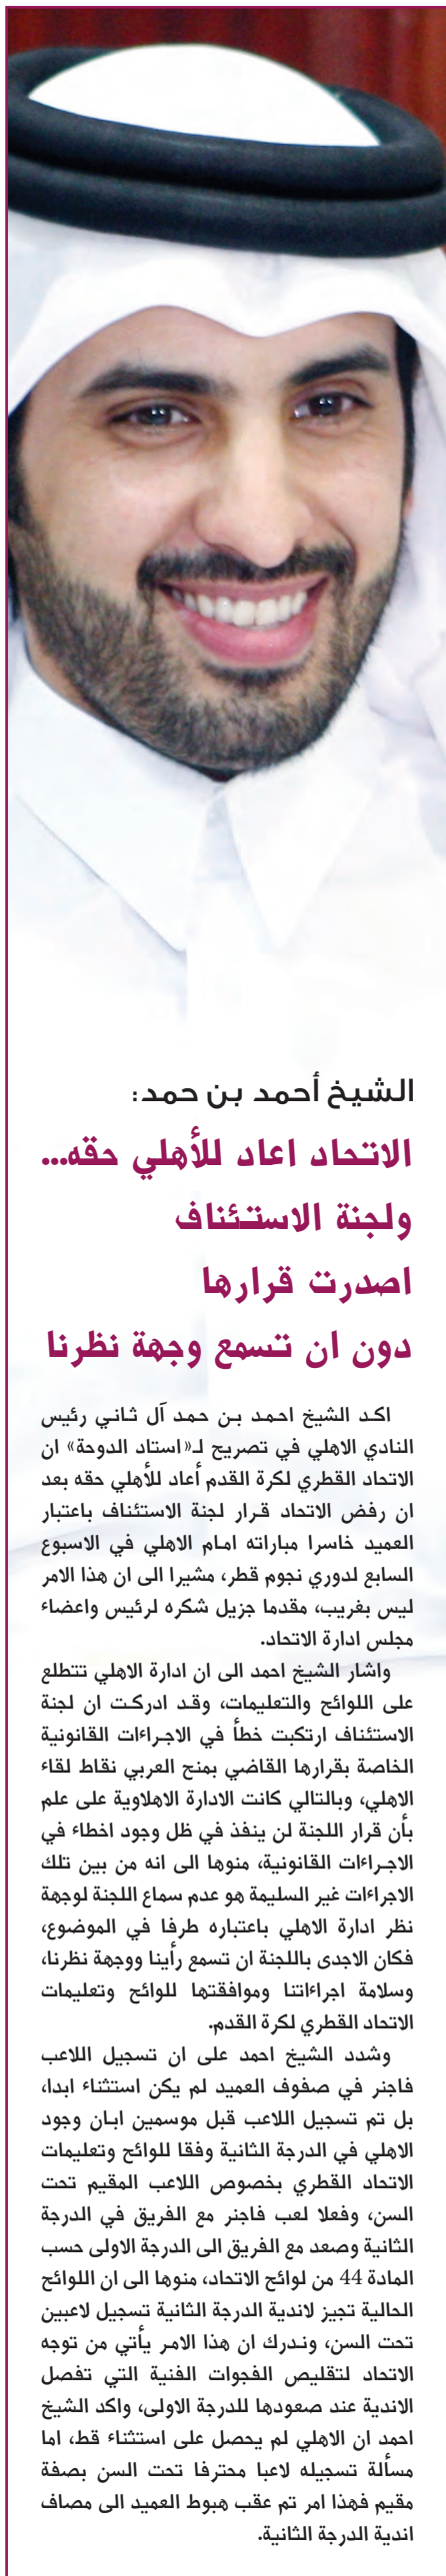 الشيخ أحمد بن حمد:
الاتحاد اعاد للأهلي حقه...
ولجنة الاستئناف
اصدرت قرارها
دون ان تسمع وجهة نظرنا
اكد الشيخ احمد بن حمد آل ثاني رئيس
النادي الاهلي في تصريح لـ«استاد الدوحة» ان
الاتحاد القطري لكرة القدم أعاد للأهلي حقه بعد
ان رفض الاتحاد قرار لجنة الاستئناف باعتبار
العميد خاسرا مباراته امام الاهلي في الاسبوع
السابع لدوري نجوم قطر، مشيرا الى ان هذا الامر
ليس بغريب، مقدما جزيل شكره لرئيس واعضاء
مجلس ادارة الاتحاد.
واشار الشيخ احمد الى ان ادارة الاهلي تتطلع
على اللوائح والتعليمات، وقد ادركت ان لجنة
الاستئناف ارتكبت خطأ في الاجراءات القانونية
الخاصة بقرارها القاضي بمنح العربي نقاط لقاء
الاهلي، وبالتالي كانت الادارة الاهلاوية على علم
بأن قرار اللجنة لن ينفذ في ظل وجود اخطاء في
الاجراءات القانونية، منوها الى انه من بين تلك
الاجراءات غير السليمة هو عدم سماع اللجنة لوجهة
نظر ادارة الاهلي باعتباره طرفا في الموضوع،
فكان الاجدى باللجنة ان تسمع رأينا ووجهة نظرنا،
وسلامة اجراءاتنا وموافقتها للوائح وتعليمات
الاتحاد القطري لكرة القدم.
وشدد الشيخ احمد على ان تسجيل اللاعب
فاجنر في صفوف العميد لم يكن استثناء ابدا،
بل تم تسجيل اللاعب قبل موسمين ابان وجود
الاهلي في الدرجة الثانية وفقا للوائح وتعليمات
الاتحاد القطري بخصوص اللاعب المقيم تحت
السن، وفعلا لعب فاجنر مع الفريق في الدرجة
الثانية وصعد مع الفريق الى الدرجة الاولى حسب
المادة 44 من لوائح الاتحاد، منوها الى ان اللوائح
الحالية تجيز لاندية الدرجة الثانية تسجيل لاعبين
تحت السن، وندرك ان هذا الامر يأتي من توجه
الاتحاد لتقليص الفجوات الفنية التي تفصل
الاندية عند صعودها للدرجة الاولى، واكد الشيخ
احمد ان الاهلي لم يحصل على استثناء قط، اما
مسألة تسجيله لاعبا محترفا تحت السن بصفة
مقيم فهذا امر تم عقب هبوط العميد الى مصاف
اندية الدرجة الثانية.